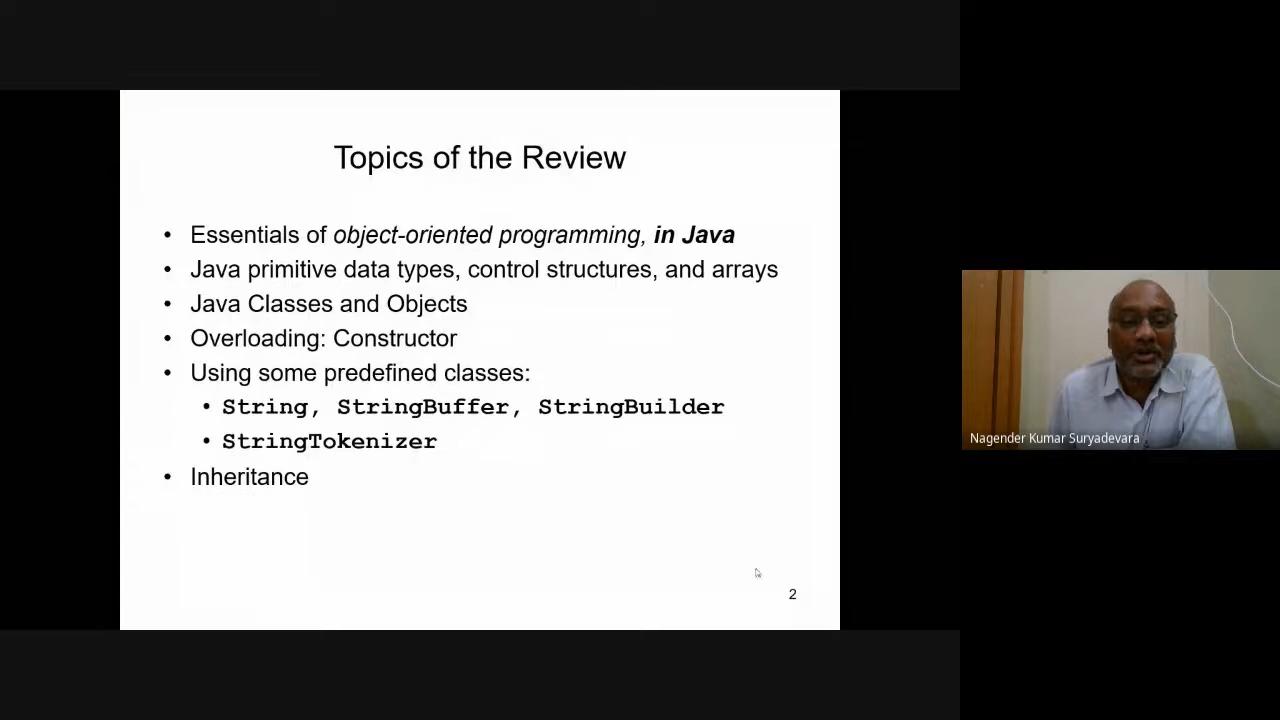 Topics of the Review
• Essentials of object-oriented programming, in Java
• Java primitive data types, control structures, and arrays
• Java Classes and Objects
• Overloading: Constructor
• Using some predefined classes:
• String, StringBuffer, StringBuilder
• StringTokenizer
• Inheritance
2
Nagender Kumar Suryadevara